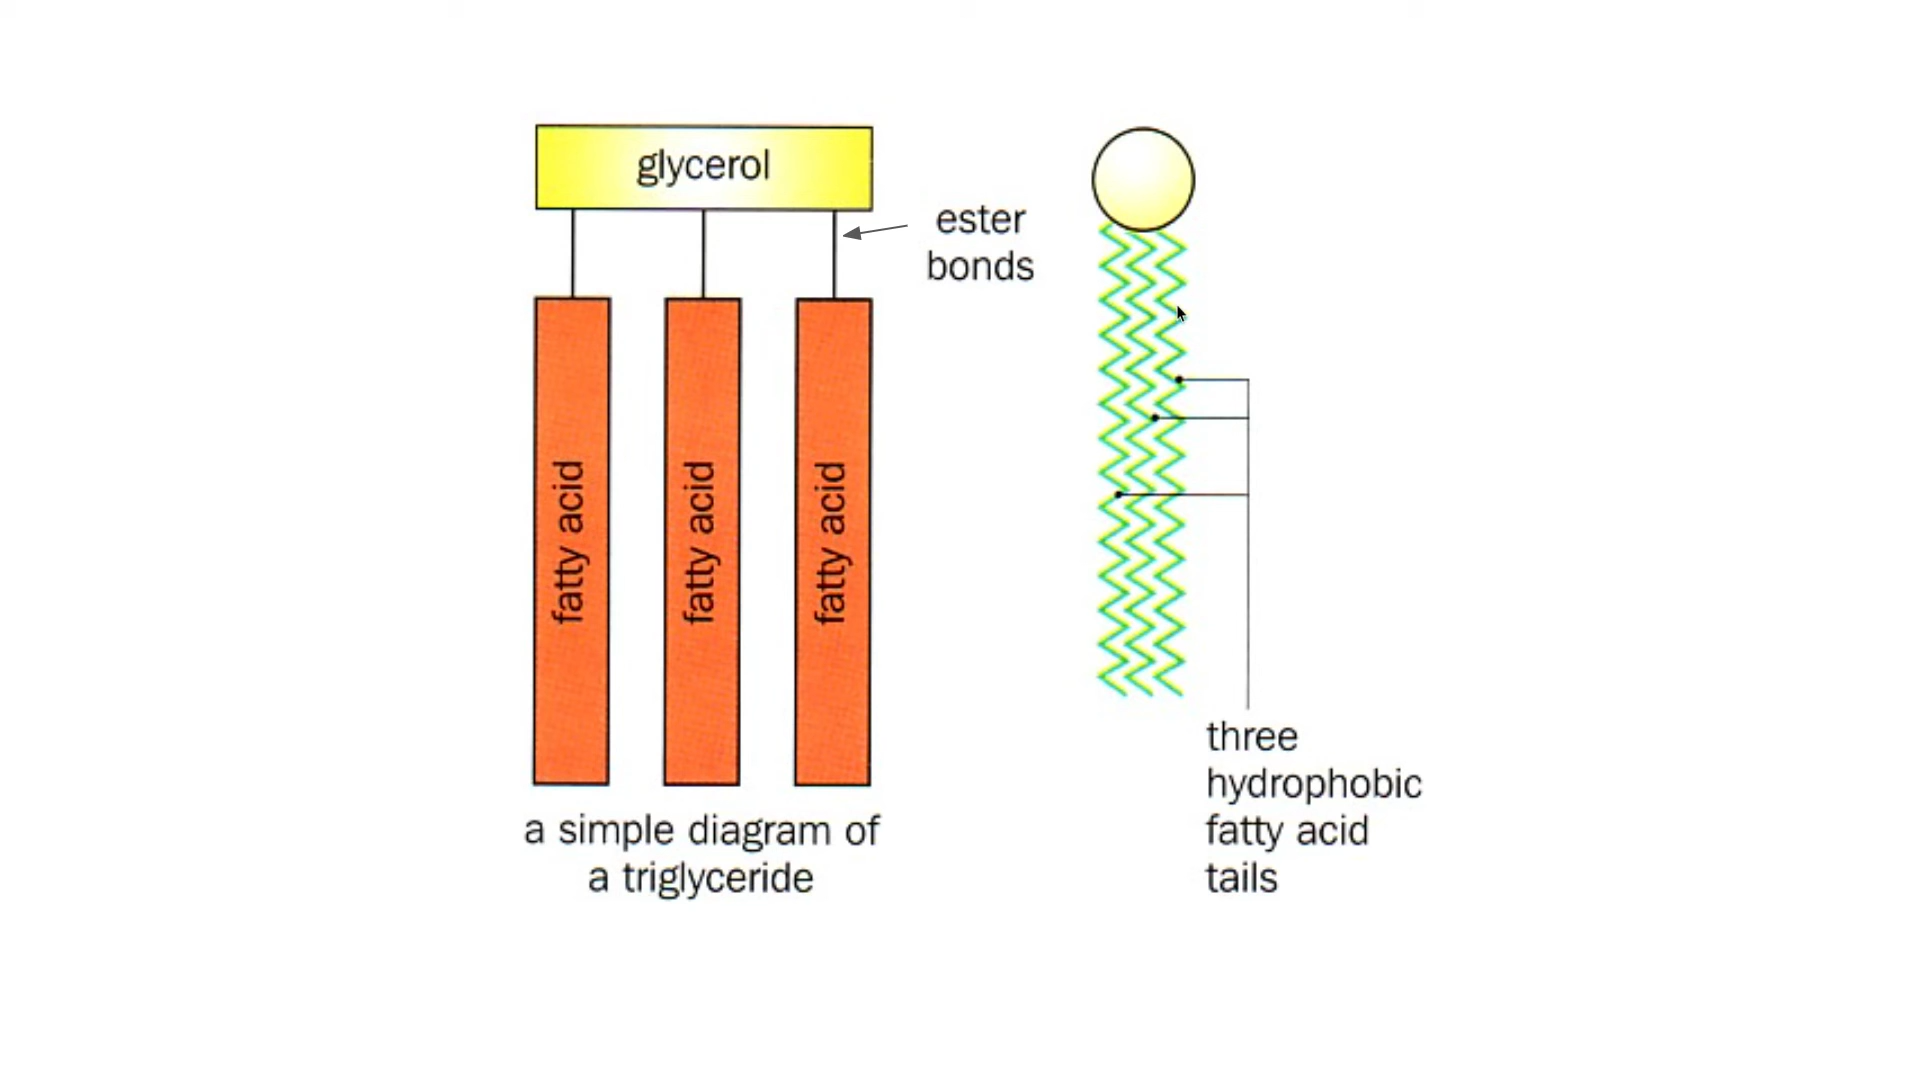 glycerol
ester
bonds
fatty acid
fatty acid
fatty acid
a simple diagram of
a triglyceride
three
hydrophobic
fatty acid
tails